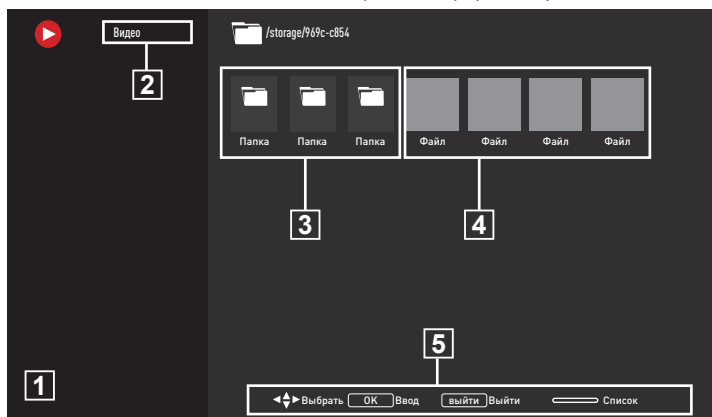 Видео
/storage/969c-c854
2
Папка Папка Папка Файл Файл Файл Файл
3 4
5
1
Выбрать OK Ввод выйти Выйти Список